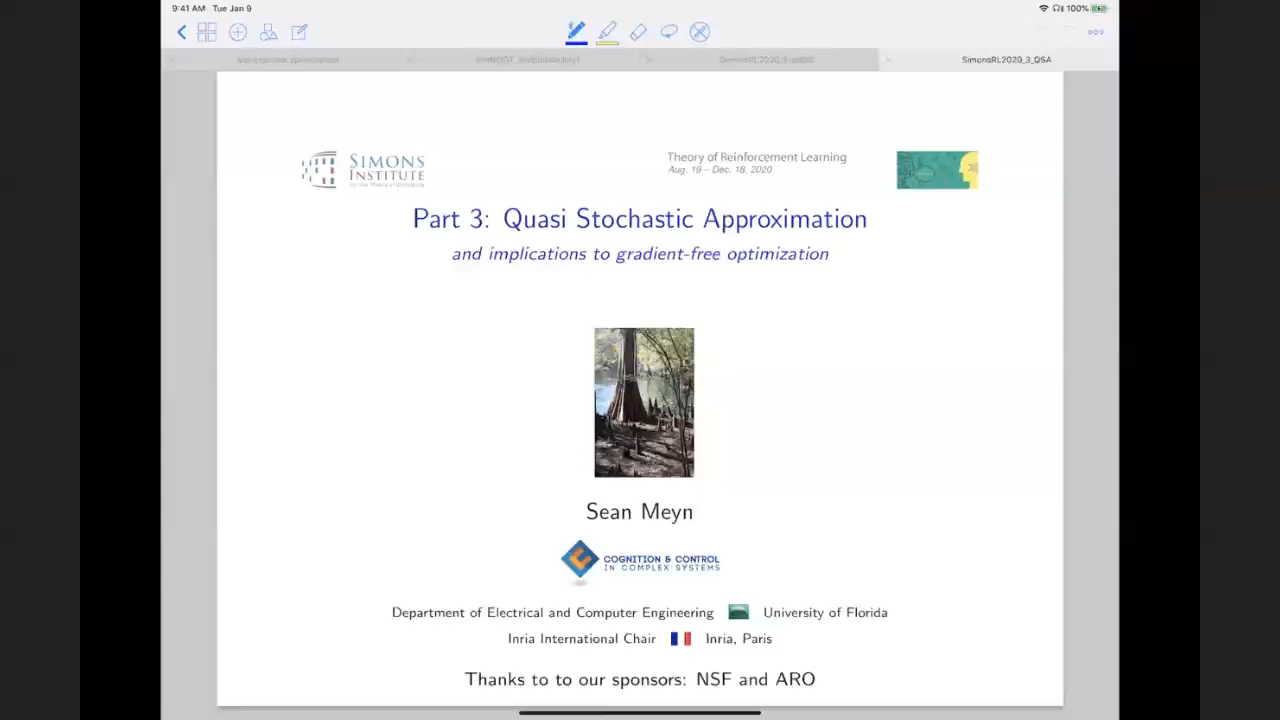 9:41 AM Tue Jan 9
100%
SimonsRL2020_3_QSA
SIMONS
INSTITUTE
Theory of Reinforcement Learning
Aug. 19 – Dec. 18, 2020
Part 3: Quasi Stochastic Approximation
and implications to gradient-free optimization
Sean Meyn
COGNITION & CONTROL
IN COMPLEX SYSTEMS
Department of Electrical and Computer Engineering University of Florida
Inria International Chair Inria, Paris
Thanks to to our sponsors: NSF and ARO